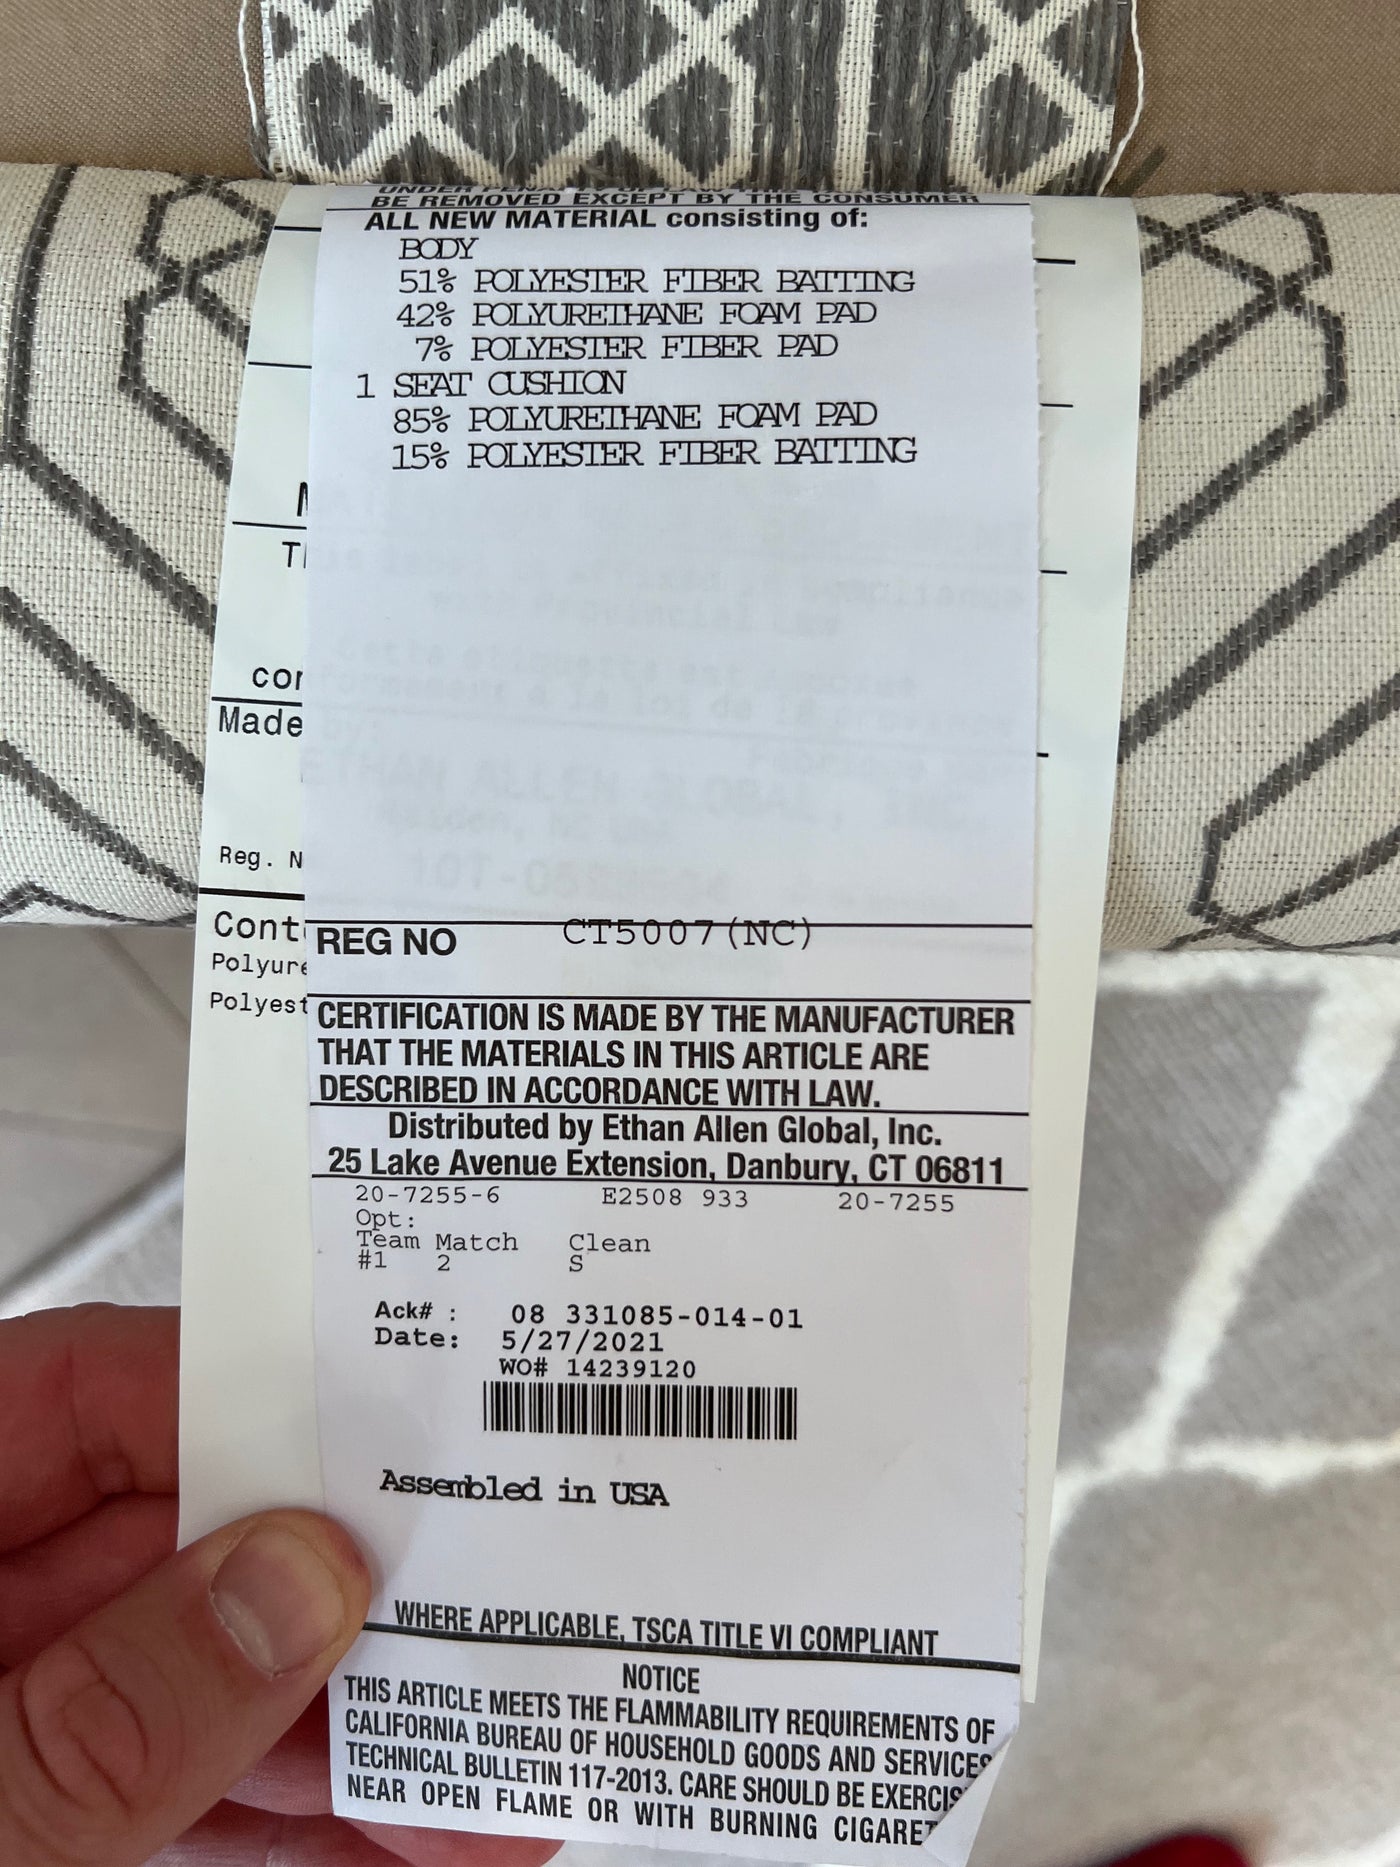 BE REMOVED EXCEPT BY THE CONSUMER
ALL NEW MATERIAL consisting of:
BODY
51% POLYESTER FIBER BATTING
42% POLYURETHANE FOAM PAD
7% POLYESTER FIBER PAD
1 SEAT CUSHION
85% POLYURETHANE FOAM PAD
15% POLYESTER FIBER BATTING
Made by:
ETHAN ALLEN GLOBAL, INC.
Reg. N
Cont
Polyure
Polyest
REG NO CT5007(NC)
CERTIFICATION IS MADE BY THE MANUFACTURER
THAT THE MATERIALS IN THIS ARTICLE ARE
DESCRIBED IN ACCORDANCE WITH LAW.
Distributed by Ethan Allen Global, Inc.
25 Lake Avenue Extension, Danbury, CT 06811
20-7255-6 E2508 933 20-7255
Opt:
Team Match Clean
#1 2 S
Ack# : 08 331085-014-01
Date: 5/27/2021
WO# 14239120
Assembled in USA
WHERE APPLICABLE, TSCA TITLE VI COMPLIANT
NOTICE
THIS ARTICLE MEETS THE FLAMMABILITY REQUIREMENTS OF
CALIFORNIA BUREAU OF HOUSEHOLD GOODS AND SERVICES
TECHNICAL BULLETIN 117-2013. CARE SHOULD BE EXERCIS
NEAR OPEN FLAME OR WITH BURNING CIGARET